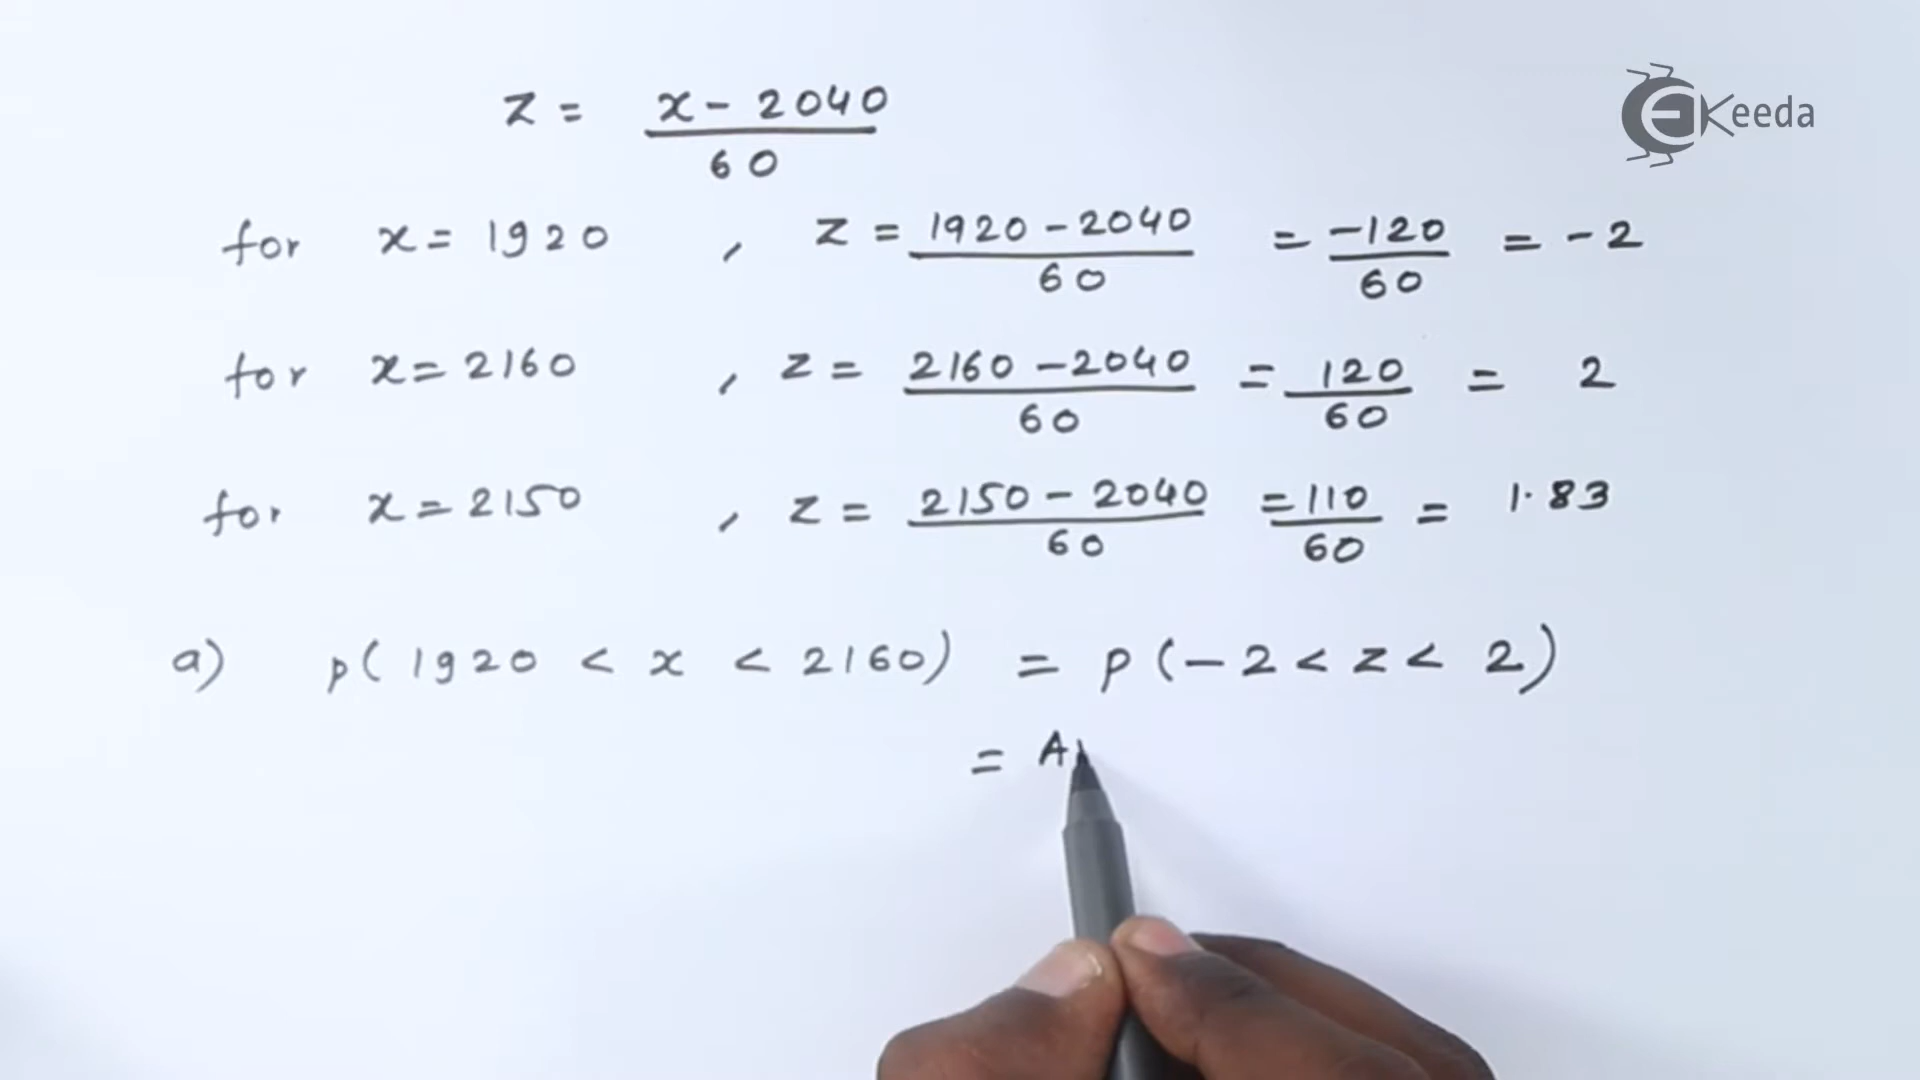 EKeeda
z = x - 2040 / 60
for x = 1920 , z = 1920 - 2040 / 60 = -120 / 60 = -2
for x = 2160 , z = 2160 - 2040 / 60 = 120 / 60 = 2
for x = 2150 , z = 2150 - 2040 / 60 = 110 / 60 = 1.83
a) p( 1920 < x < 2160) = p (-2 < z < 2)
= A